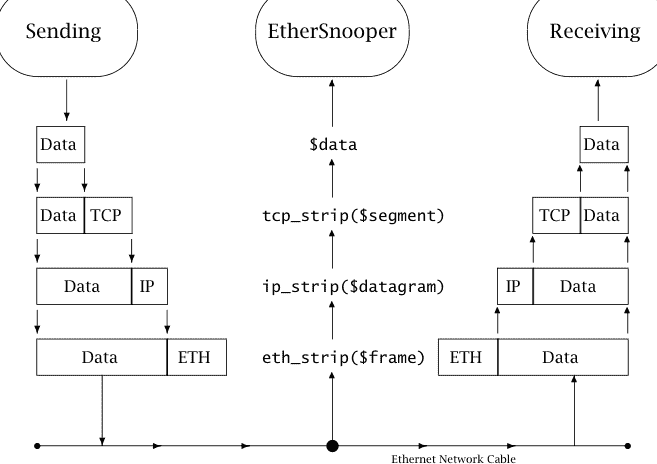 Sending EtherSnooper Receiving
Data $data Data
Data TCP tcp_strip($segment) TCP Data
Data IP ip_strip($datagram) IP Data
Data ETH eth_strip($frame) ETH Data
Ethernet Network Cable